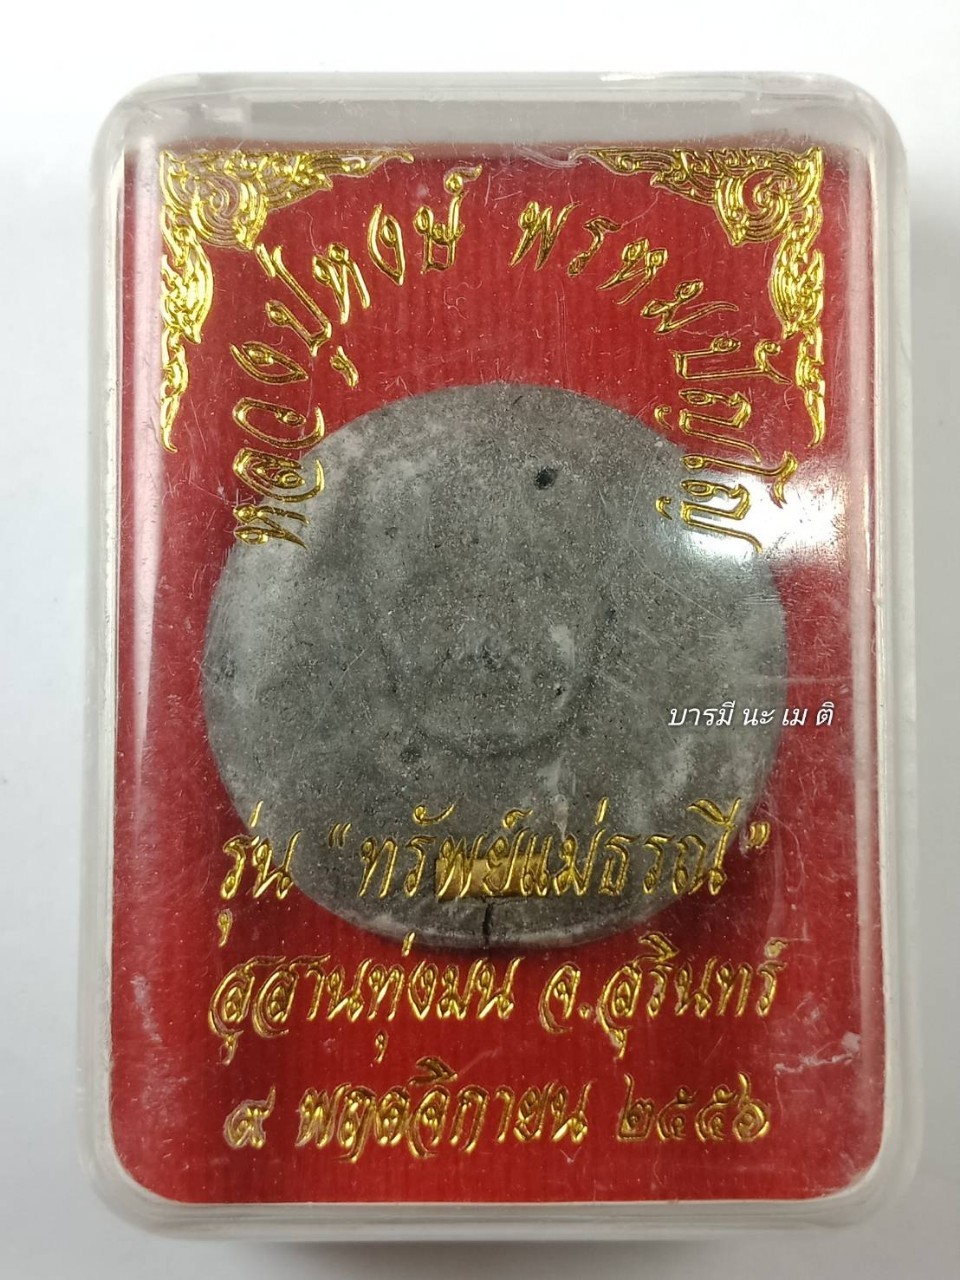 หลวงปู่หงษ์ พรหมปัญโญ
บารมี นะ เม ติ
รุ่น "ทรัพย์แม่ธรณี"
สุสานทุ่งมน จ.สุรินทร์
๙ พฤศจิกายน ๒๕๕๖